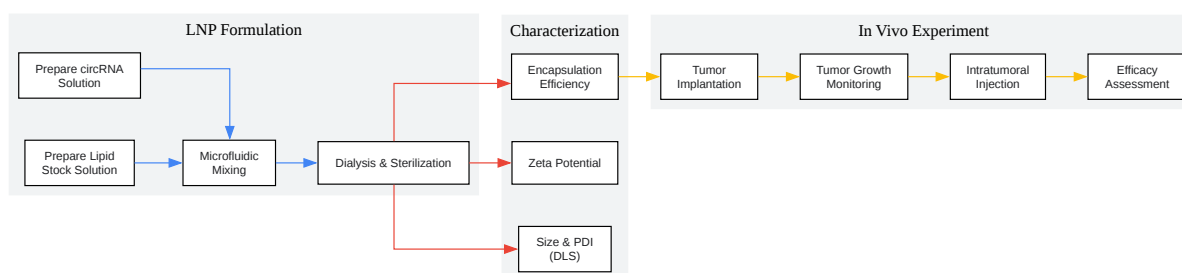 LNP Formulation
Prepare circRNA
Solution
Prepare Lipid
Stock Solution
Microfluidic
Mixing
Dialysis & Sterilization
Characterization
Encapsulation
Efficiency
Zeta Potential
Size & PDI
(DLS)
In Vivo Experiment
Tumor
Implantation
Tumor Growth
Monitoring
Intratumoral
Injection
Efficacy
Assessment